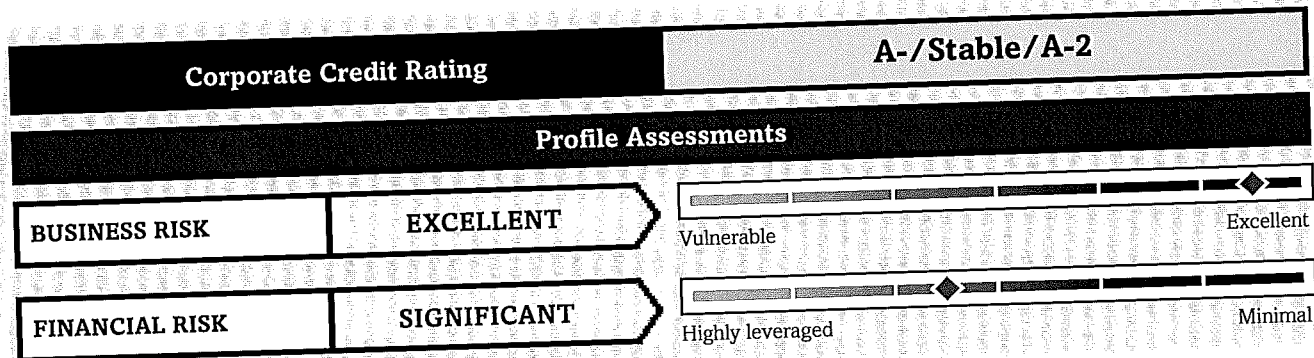 Corporate Credit Rating
A-/Stable/A-2
Profile Assessments
BUSINESS RISK
EXCELLENT
Vulnerable
Excellent
FINANCIAL RISK
SIGNIFICANT
Highly leveraged
Minimal